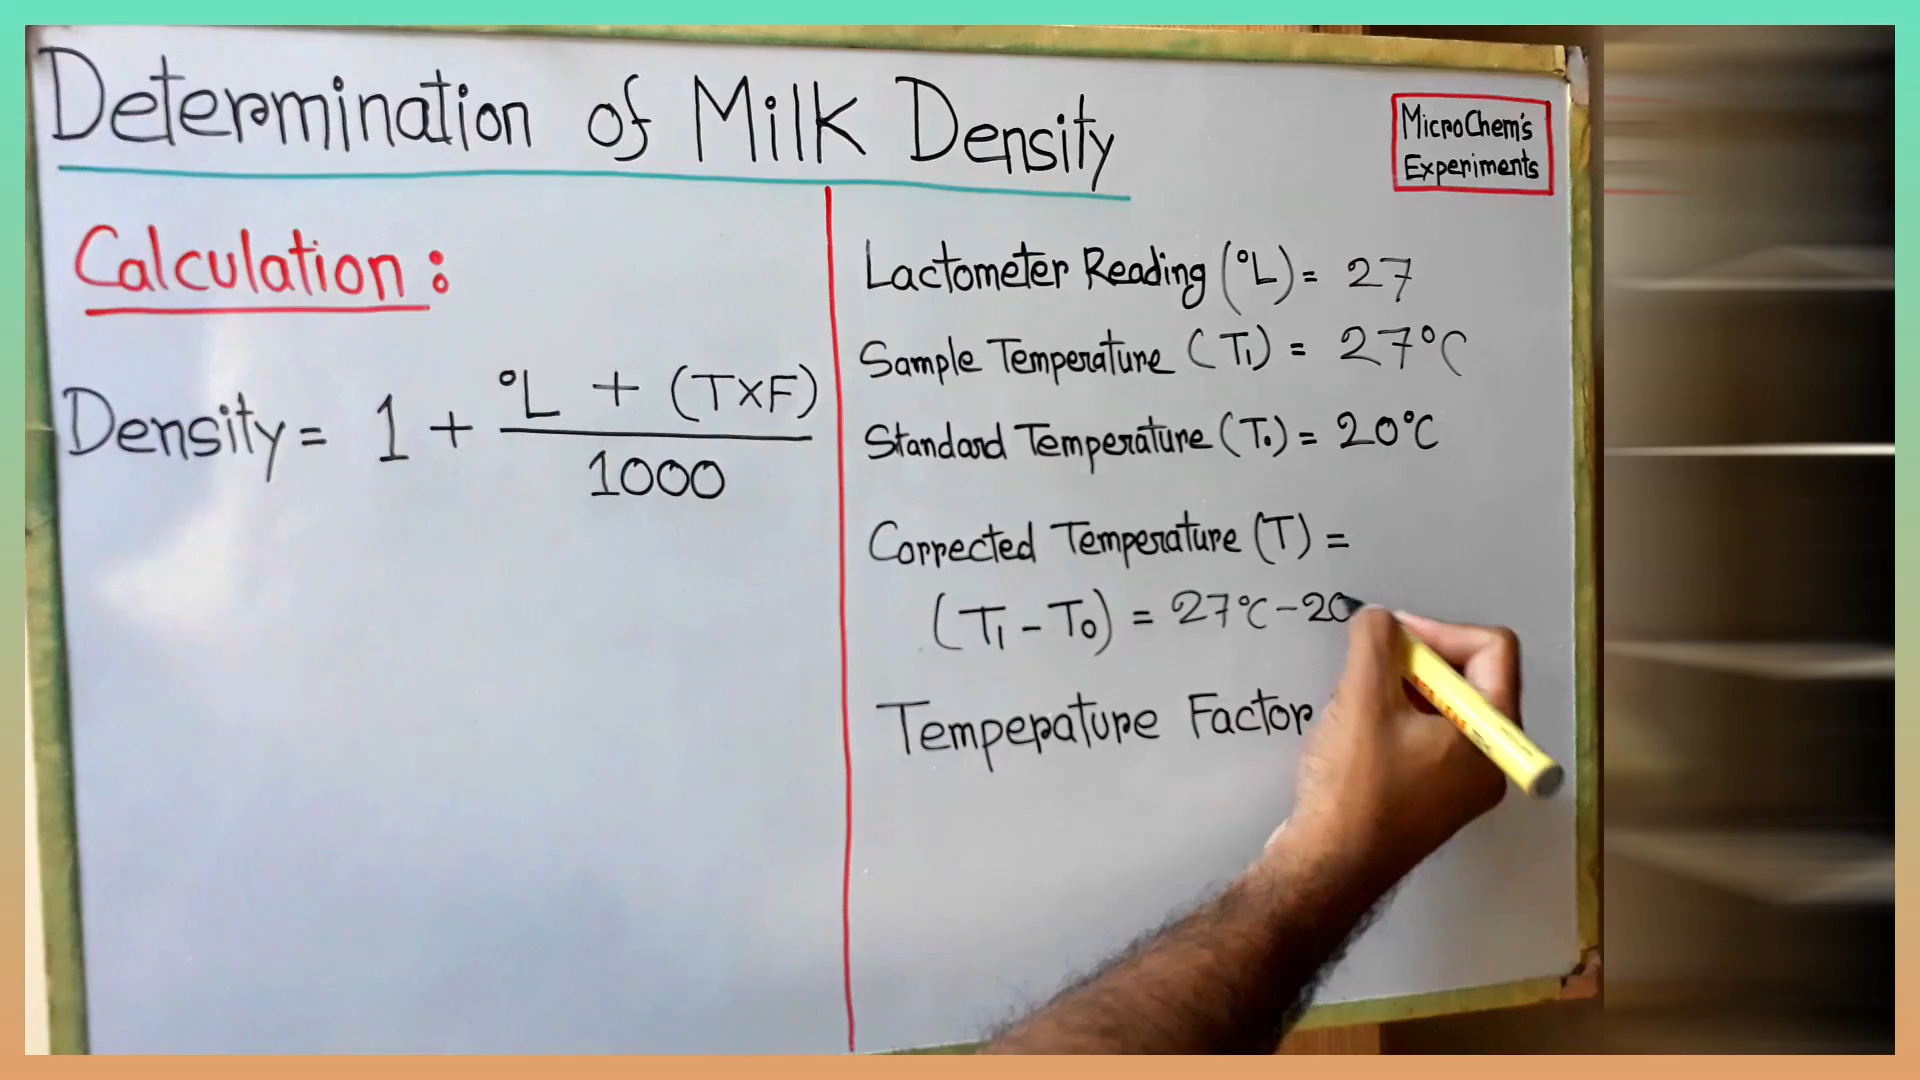 Determination of Milk Density
MicroChem's
Experiments
Calculation:
Density = 1 + °L + (T×F)
1000
Lactometer Reading (°L) = 27
Sample Temperature (T₁) = 27°C
Standard Temperature (T₀) = 20°C
Corrected Temperature (T) =
(T₁ - T₀) = 27°C - 20
Temperature Factor